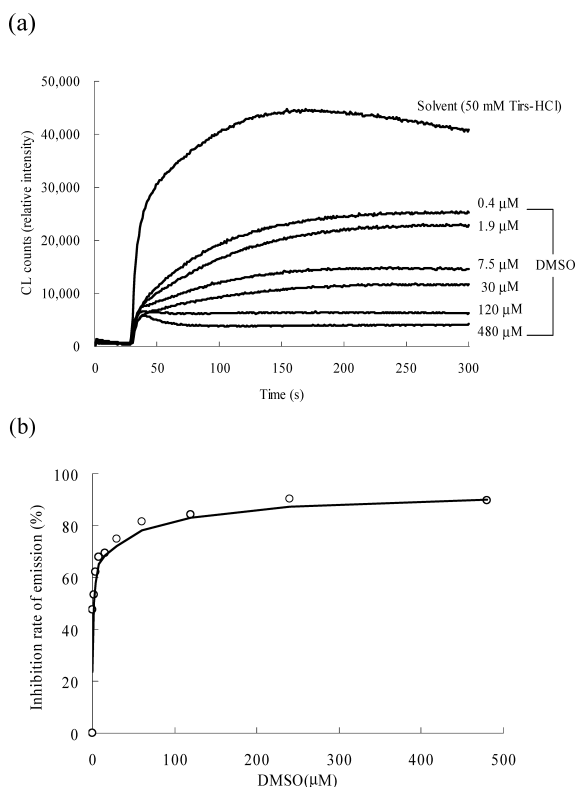 (a)
50,000
40,000
30,000
20,000
10,000
0
CL counts (relative intensity)
Solvent (50 mM Tirs-HCl)
0.4 μM
1.9 μM
7.5 μM
30 μM
120 μM
480 μM
DMSO
0 50 100 150 200 250 300
Time (s)
(b)
100
80
60
40
20
0
Inhibition rate of emission (%)
0 100 200 300 400 500
DMSO(μM)